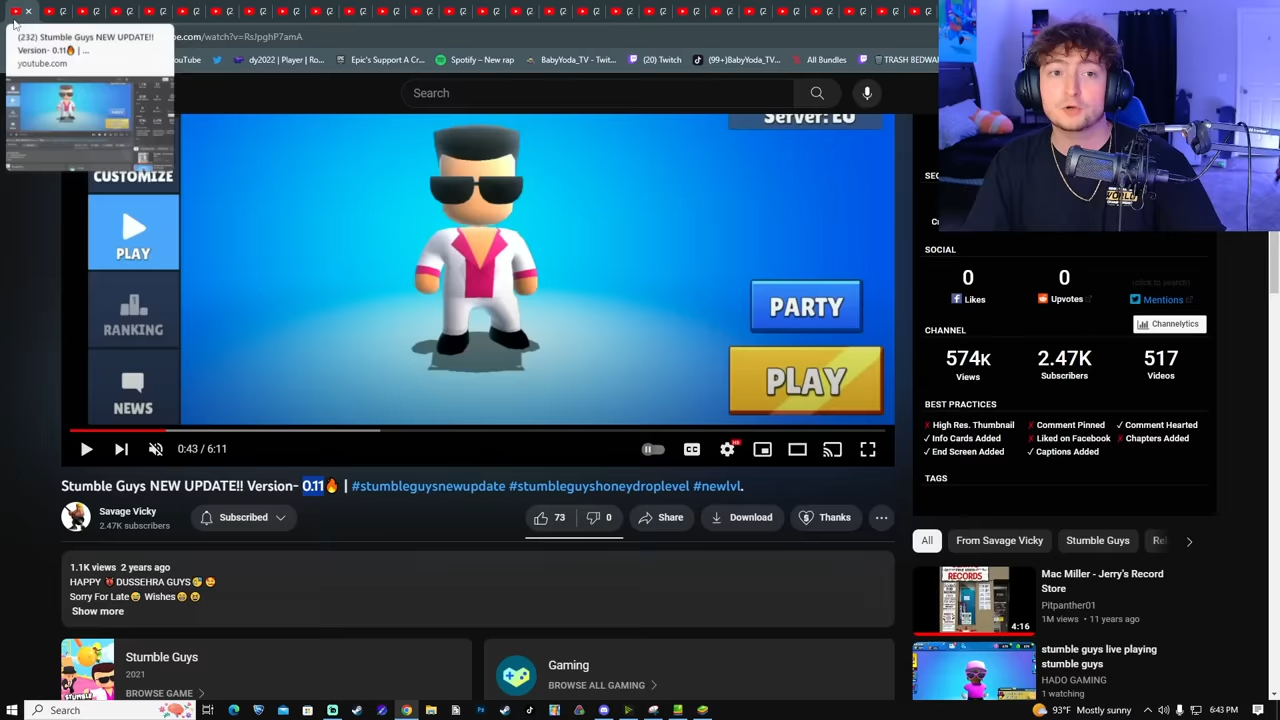 (232) Stumble Guys NEW UPDATE!!
Version- 0.11🔥 | ...
youtube.com
be.com/watch?v=RsJpghP7amA
YouTube
dy2022 | Player | Ro...
Epic's Support A Cr...
Spotify – New rap
BabyYoda_TV - Twit...
(20) Twitch
(99+)BabyYoda_TV...
All Bundles
TRASH BEDWA
Search
Server: EU
CUSTOMIZE
PLAY
RANKING
NEWS
PARTY
PLAY
0:43 / 6:11
CC
HD
Stumble Guys NEW UPDATE!! Version- 0.11🔥 | #stumbleguysnewupdate #stumbleguyshoneydroplevel #newlvl.
Savage Vicky
2.47K subscribers
Subscribed
73
0
Share
Download
Thanks
1.1K views 2 years ago
HAPPY 👹 DUSSEHRA GUYS
Sorry For Late Wishes
Show more
Stumble Guys
2021
BROWSE GAME
Gaming
BROWSE ALL GAMING
SOCIAL
0
Likes
0
Upvotes
(click to search)
Mentions
Channelytics
CHANNEL
574K
Views
2.47K
Subscribers
517
Videos
BEST PRACTICES
✗ High Res. Thumbnail
✗ Comment Pinned
✓ Comment Hearted
✓ Info Cards Added
✗ Liked on Facebook
✗ Chapters Added
✓ End Screen Added
✓ Captions Added
TAGS
All
From Savage Vicky
Stumble Guys
RECORDS
4:16
Mac Miller - Jerry's Record
Store
Pitpanther01
1M views • 11 years ago
stumble guys live playing
stumble guys
HADO GAMING
1 watching
WORLD
Search
93°F Mostly sunny
6:43 PM